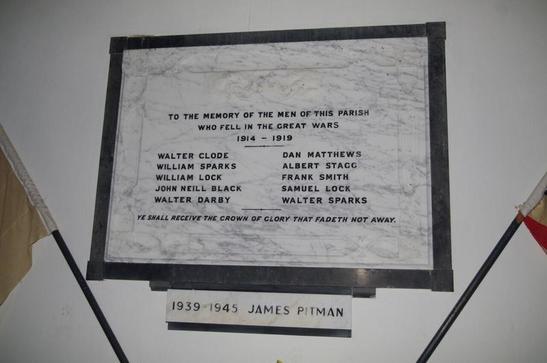 TO THE MEMORY OF THE MEN OF THIS PARISH
WHO FELL IN THE GREAT WARS
1914 - 1919
WALTER CLODE DAN MATTHEWS
WILLIAM SPARKS ALBERT STAGG
WILLIAM LOCK FRANK SMITH
JOHN NEILL BLACK SAMUEL LOCK
WALTER DARBY WALTER SPARKS
YE SHALL RECEIVE THE CROWN OF GLORY THAT FADETH NOT AWAY.
1939-1945 JAMES PITMAN